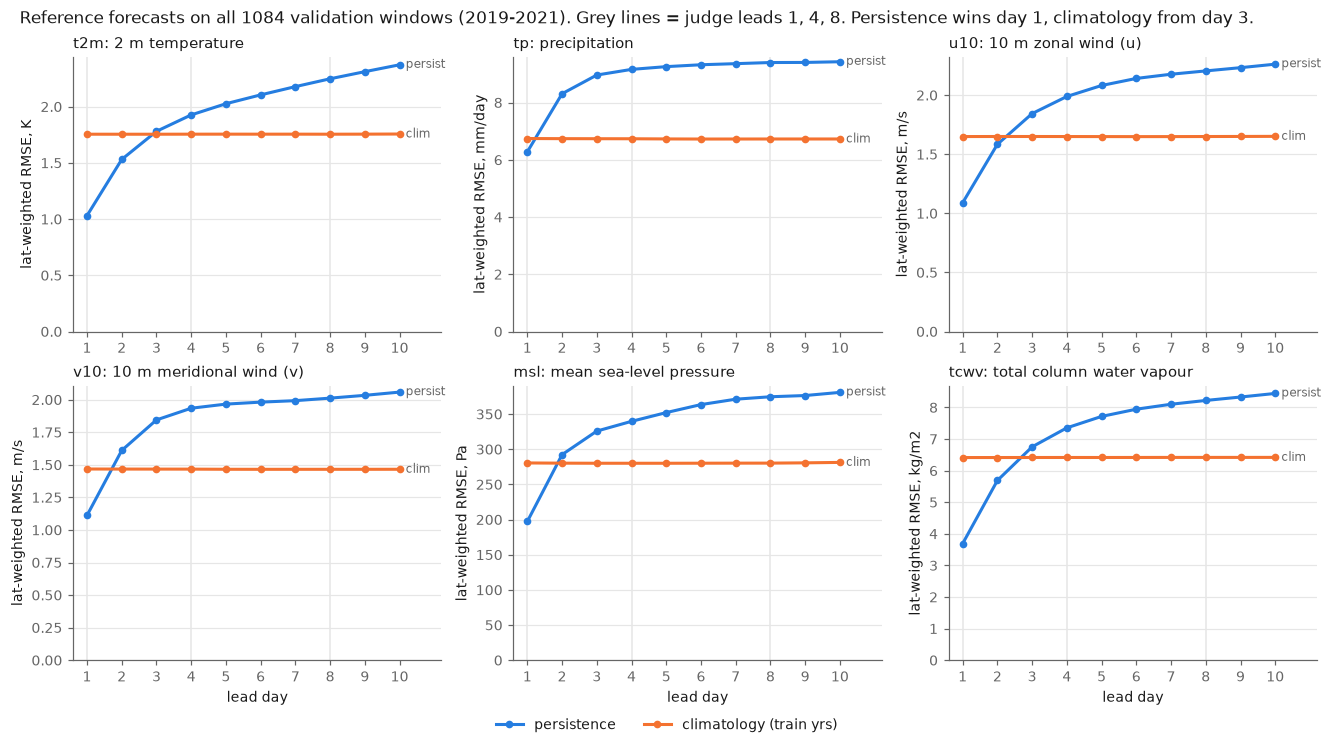 Reference forecasts on all 1084 validation windows (2019-2021). Grey lines = judge leads 1, 4, 8. Persistence wins day 1, climatology from day 3.
t2m: 2 m temperature
lat-weighted RMSE, K
2.0
1.5
1.0
0.5
0.0
persist
clim
1 2 3 4 5 6 7 8 9 10
tp: precipitation
lat-weighted RMSE, mm/day
8
6
4
2
0
persist
clim
1 2 3 4 5 6 7 8 9 10
u10: 10 m zonal wind (u)
lat-weighted RMSE, m/s
2.0
1.5
1.0
0.5
0.0
persist
clim
1 2 3 4 5 6 7 8 9 10
v10: 10 m meridional wind (v)
lat-weighted RMSE, m/s
2.00
1.75
1.50
1.25
1.00
0.75
0.50
0.25
0.00
persist
clim
1 2 3 4 5 6 7 8 9 10
lead day
msl: mean sea-level pressure
lat-weighted RMSE, Pa
350
300
250
200
150
100
50
0
persist
clim
1 2 3 4 5 6 7 8 9 10
tcwv: total column water vapour
lat-weighted RMSE, kg/m2
8
7
6
5
4
3
2
1
0
persist
clim
1 2 3 4 5 6 7 8 9 10
lead day
persistence
climatology (train yrs)